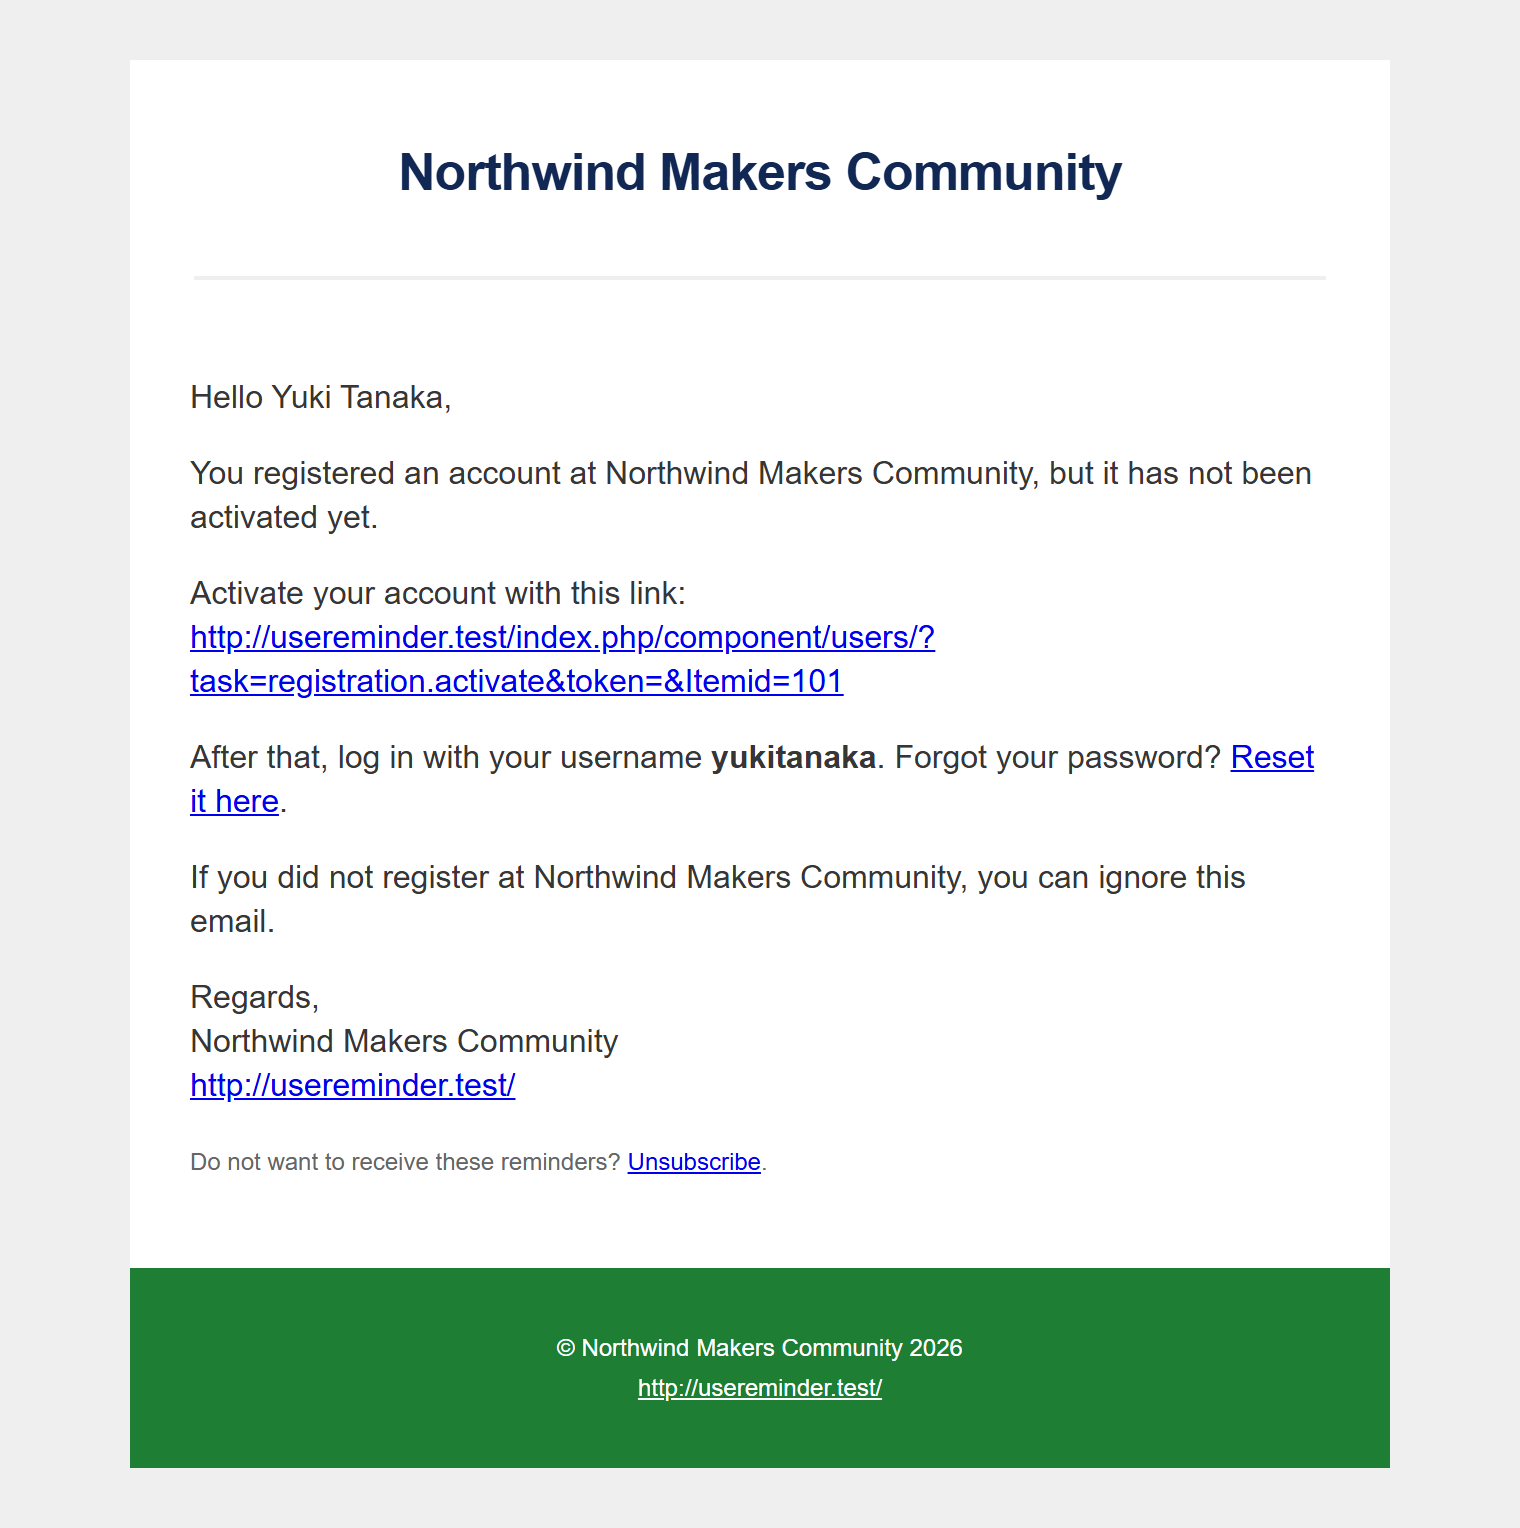 Northwind Makers Community
Hello Yuki Tanaka,
You registered an account at Northwind Makers Community, but it has not been
activated yet.
Activate your account with this link:
http://usereminder.test/index.php/component/users/?
task=registration.activate&token=&Itemid=101
After that, log in with your username yukitanaka. Forgot your password? Reset
it here.
If you did not register at Northwind Makers Community, you can ignore this
email.
Regards,
Northwind Makers Community
http://usereminder.test/
Do not want to receive these reminders? Unsubscribe.
© Northwind Makers Community 2026
http://usereminder.test/